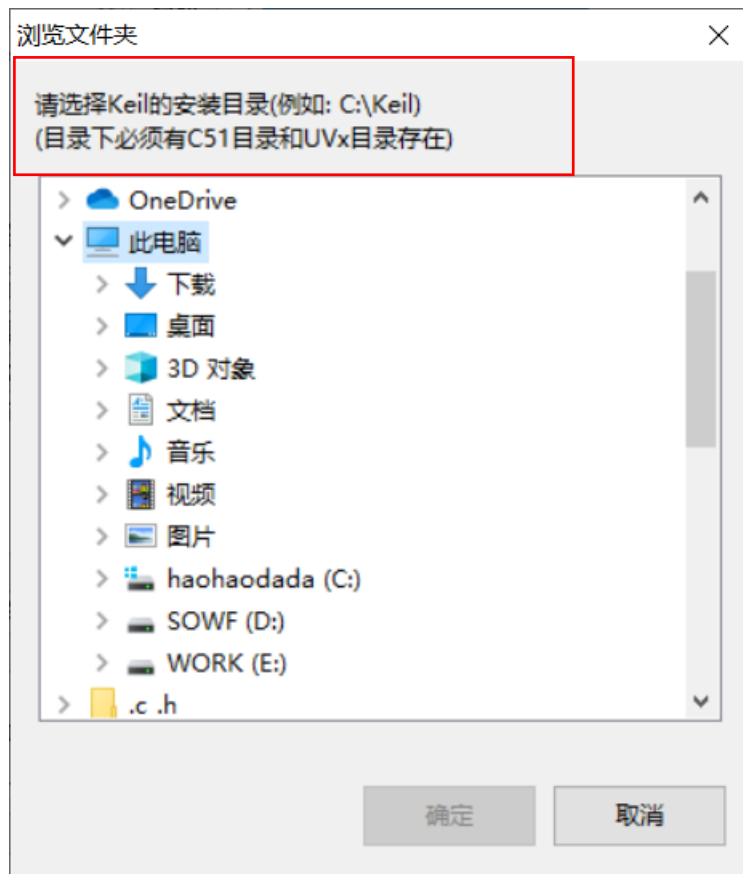 浏览文件夹
请选择Keil的安装目录(例如: C:\Keil)
(目录下必须有C51目录和UVx目录存在)
OneDrive
此电脑
下载
桌面
3D 对象
文档
音乐
视频
图片
haohaodada (C:)
SOWF (D:)
WORK (E:)
.c .h
确定
取消